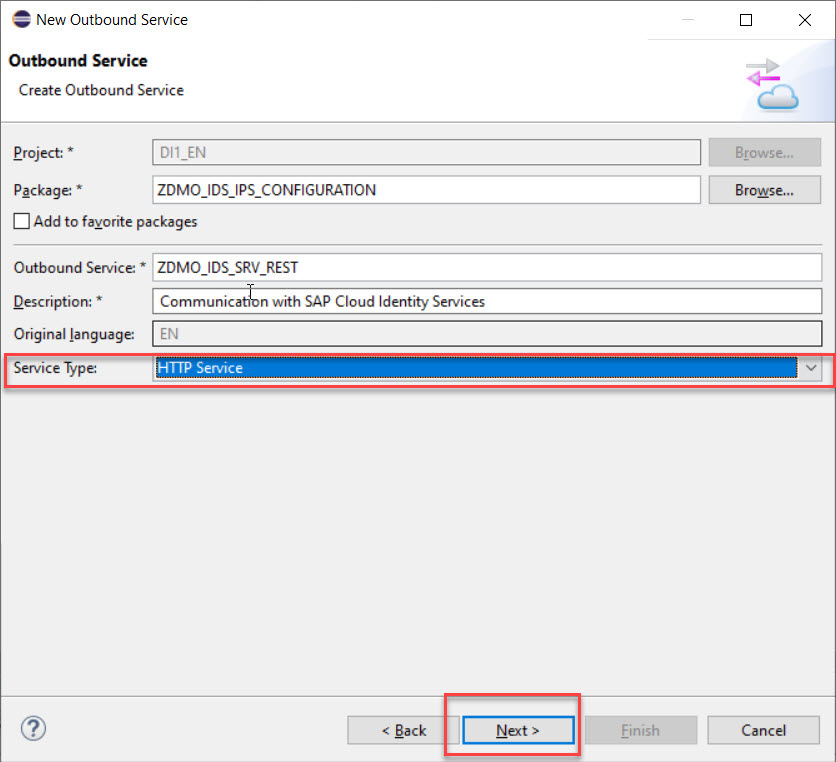 New Outbound Service
Outbound Service
Create Outbound Service
Project: * DI1_EN Browse...
Package: * ZDMO_IDS_IPS_CONFIGURATION Browse...
Add to favorite packages
Outbound Service: * ZDMO_IDS_SRV_REST
Description: * Communication with SAP Cloud Identity Services
Original language: EN
Service Type: HTTP Service
? < Back Next > Finish Cancel